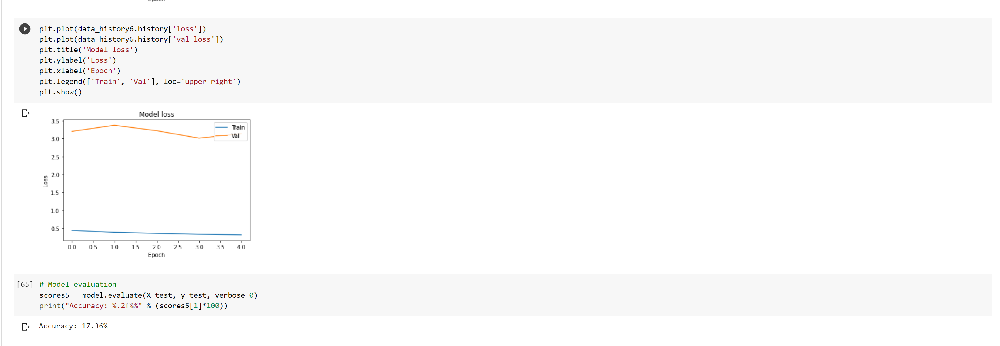 Epoch
plt.plot(data_history6.history['loss'])
plt.plot(data_history6.history['val_loss'])
plt.title('Model loss')
plt.ylabel('Loss')
plt.xlabel('Epoch')
plt.legend(['Train', 'Val'], loc='upper right')
plt.show()
Model loss
3.5
3.0
2.5
2.0
1.5
1.0
0.5
Loss
Train
Val
0.0 0.5 1.0 1.5 2.0 2.5 3.0 3.5 4.0
Epoch
[65] # Model evaluation
scores5 = model.evaluate(X_test, y_test, verbose=0)
print("Accuracy: %.2f%%" % (scores5[1]*100))
Accuracy: 17.36%